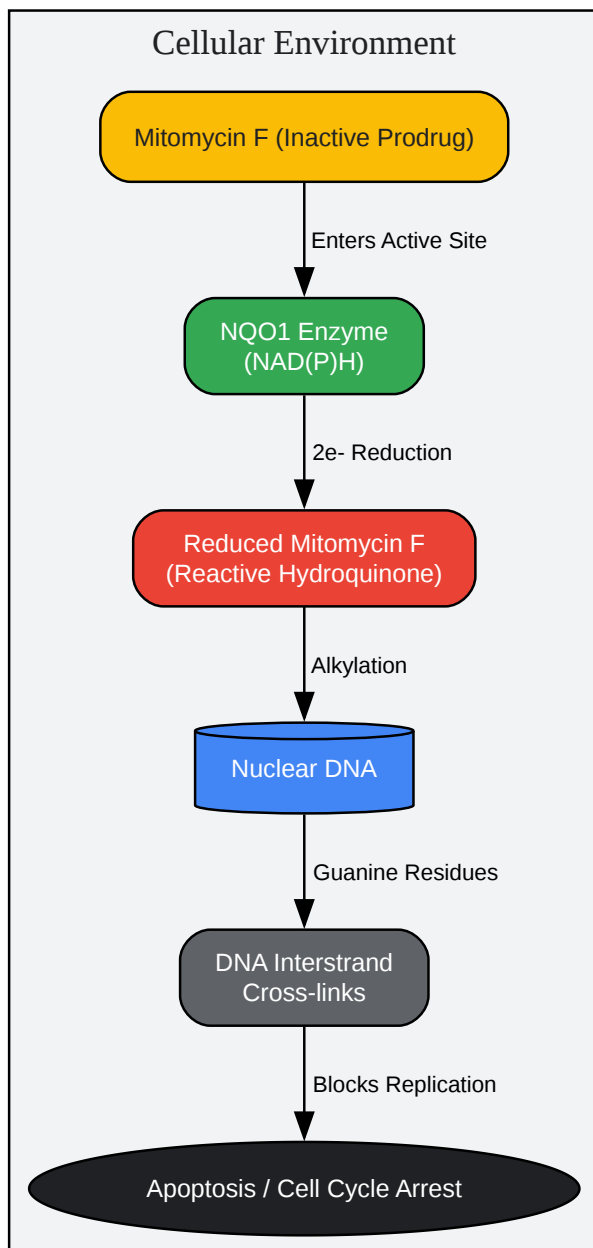 Cellular Environment
Mitomycin F (Inactive Prodrug)
Enters Active Site
NQO1 Enzyme
(NAD(P)H)
2e- Reduction
Reduced Mitomycin F
(Reactive Hydroquinone)
Alkylation
Nuclear DNA
Guanine Residues
DNA Interstrand
Cross-links
Blocks Replication
Apoptosis / Cell Cycle Arrest